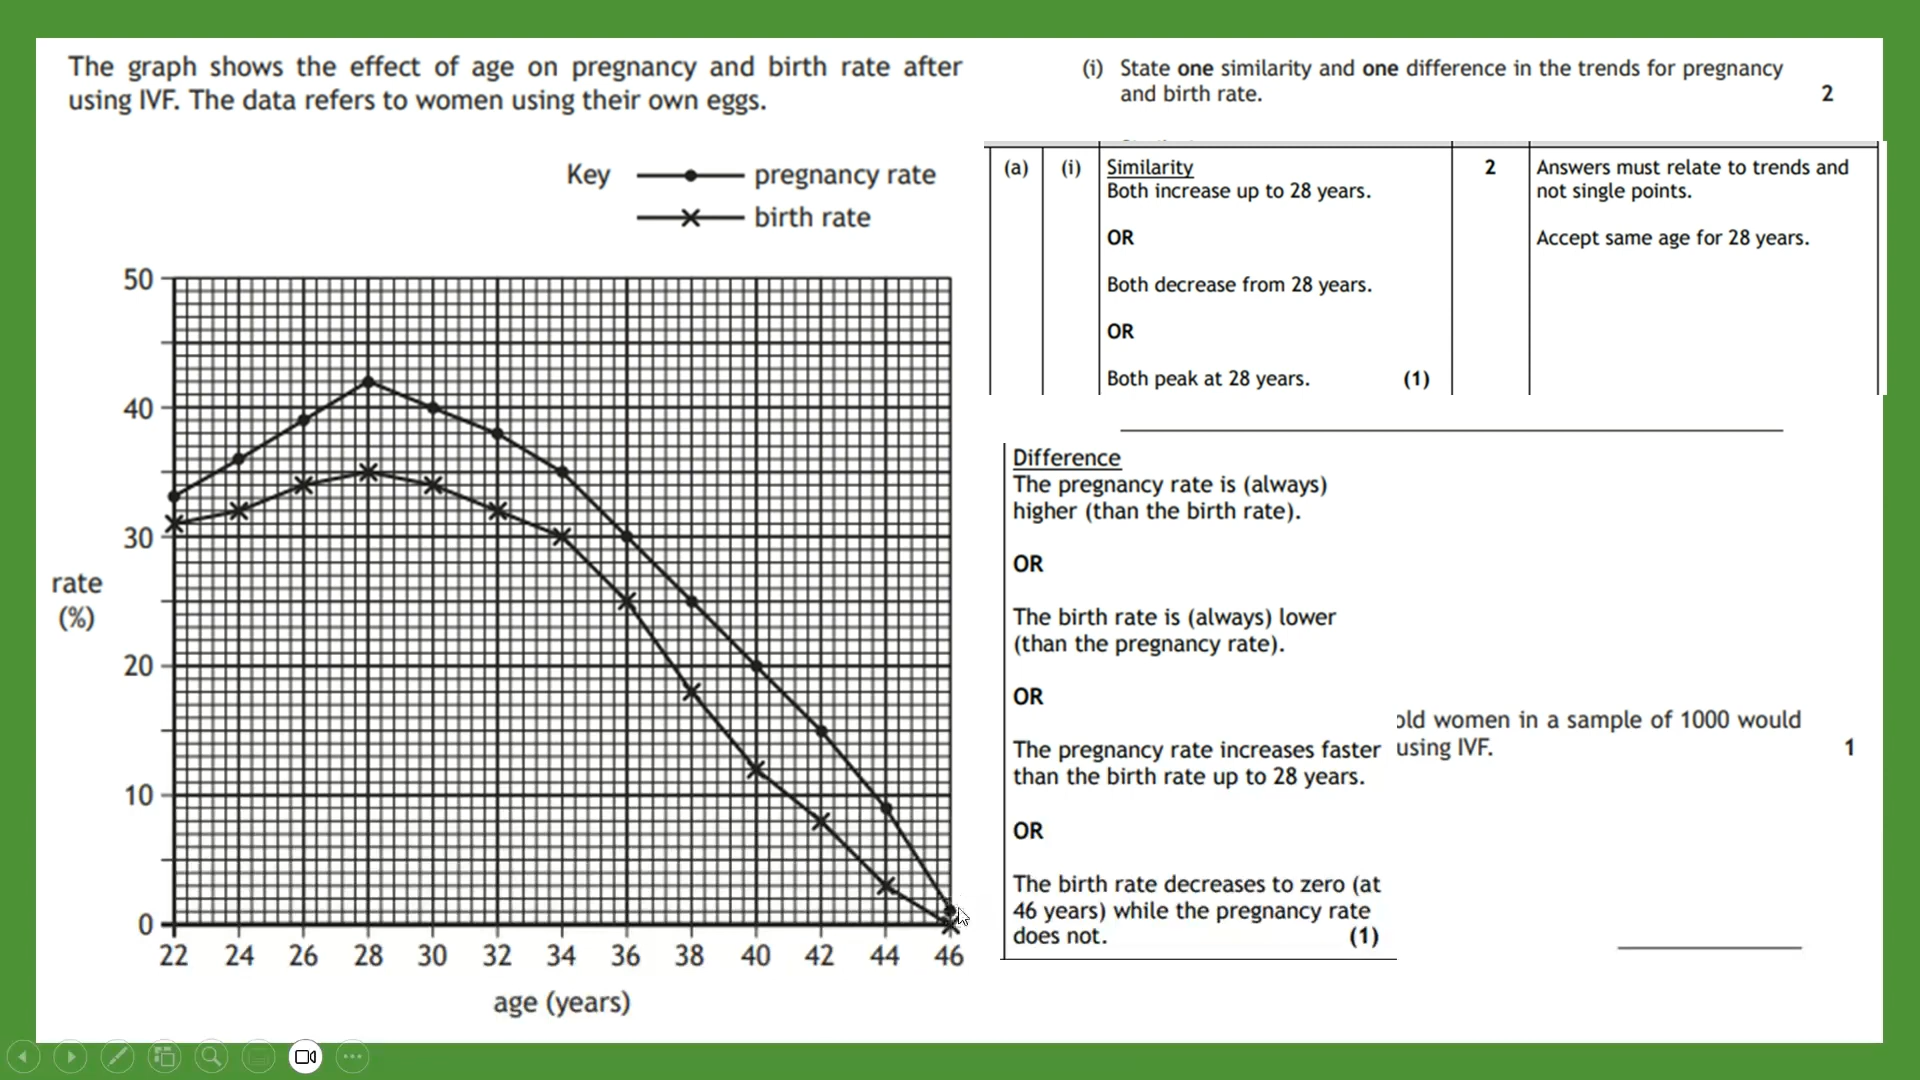 The graph shows the effect of age on pregnancy and birth rate after
using IVF. The data refers to women using their own eggs.
Key
pregnancy rate
birth rate
50
40
30
20
10
0
rate
(%)
22 24 26 28 30 32 34 36 38 40 42 44 46
age (years)
(i) State one similarity and one difference in the trends for pregnancy
and birth rate.
2
(a) (i) Similarity
Both increase up to 28 years.
OR
Both decrease from 28 years.
OR
Both peak at 28 years. (1)
2
Answers must relate to trends and
not single points.
Accept same age for 28 years.
Difference
The pregnancy rate is (always)
higher (than the birth rate).
OR
The birth rate is (always) lower
(than the pregnancy rate).
OR
The pregnancy rate increases faster
than the birth rate up to 28 years.
OR
The birth rate decreases to zero (at
46 years) while the pregnancy rate
does not. (1)
old women in a sample of 1000 would
using IVF.
1